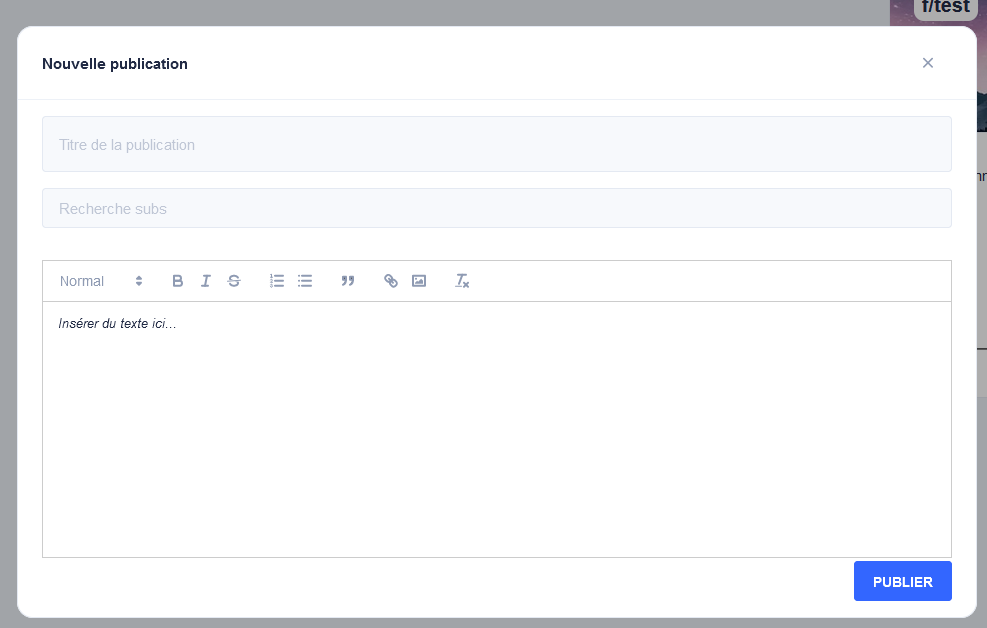 f/test
Nouvelle publication
Titre de la publication
Recherche subs
Normal
Insérer du texte ici...
PUBLIER